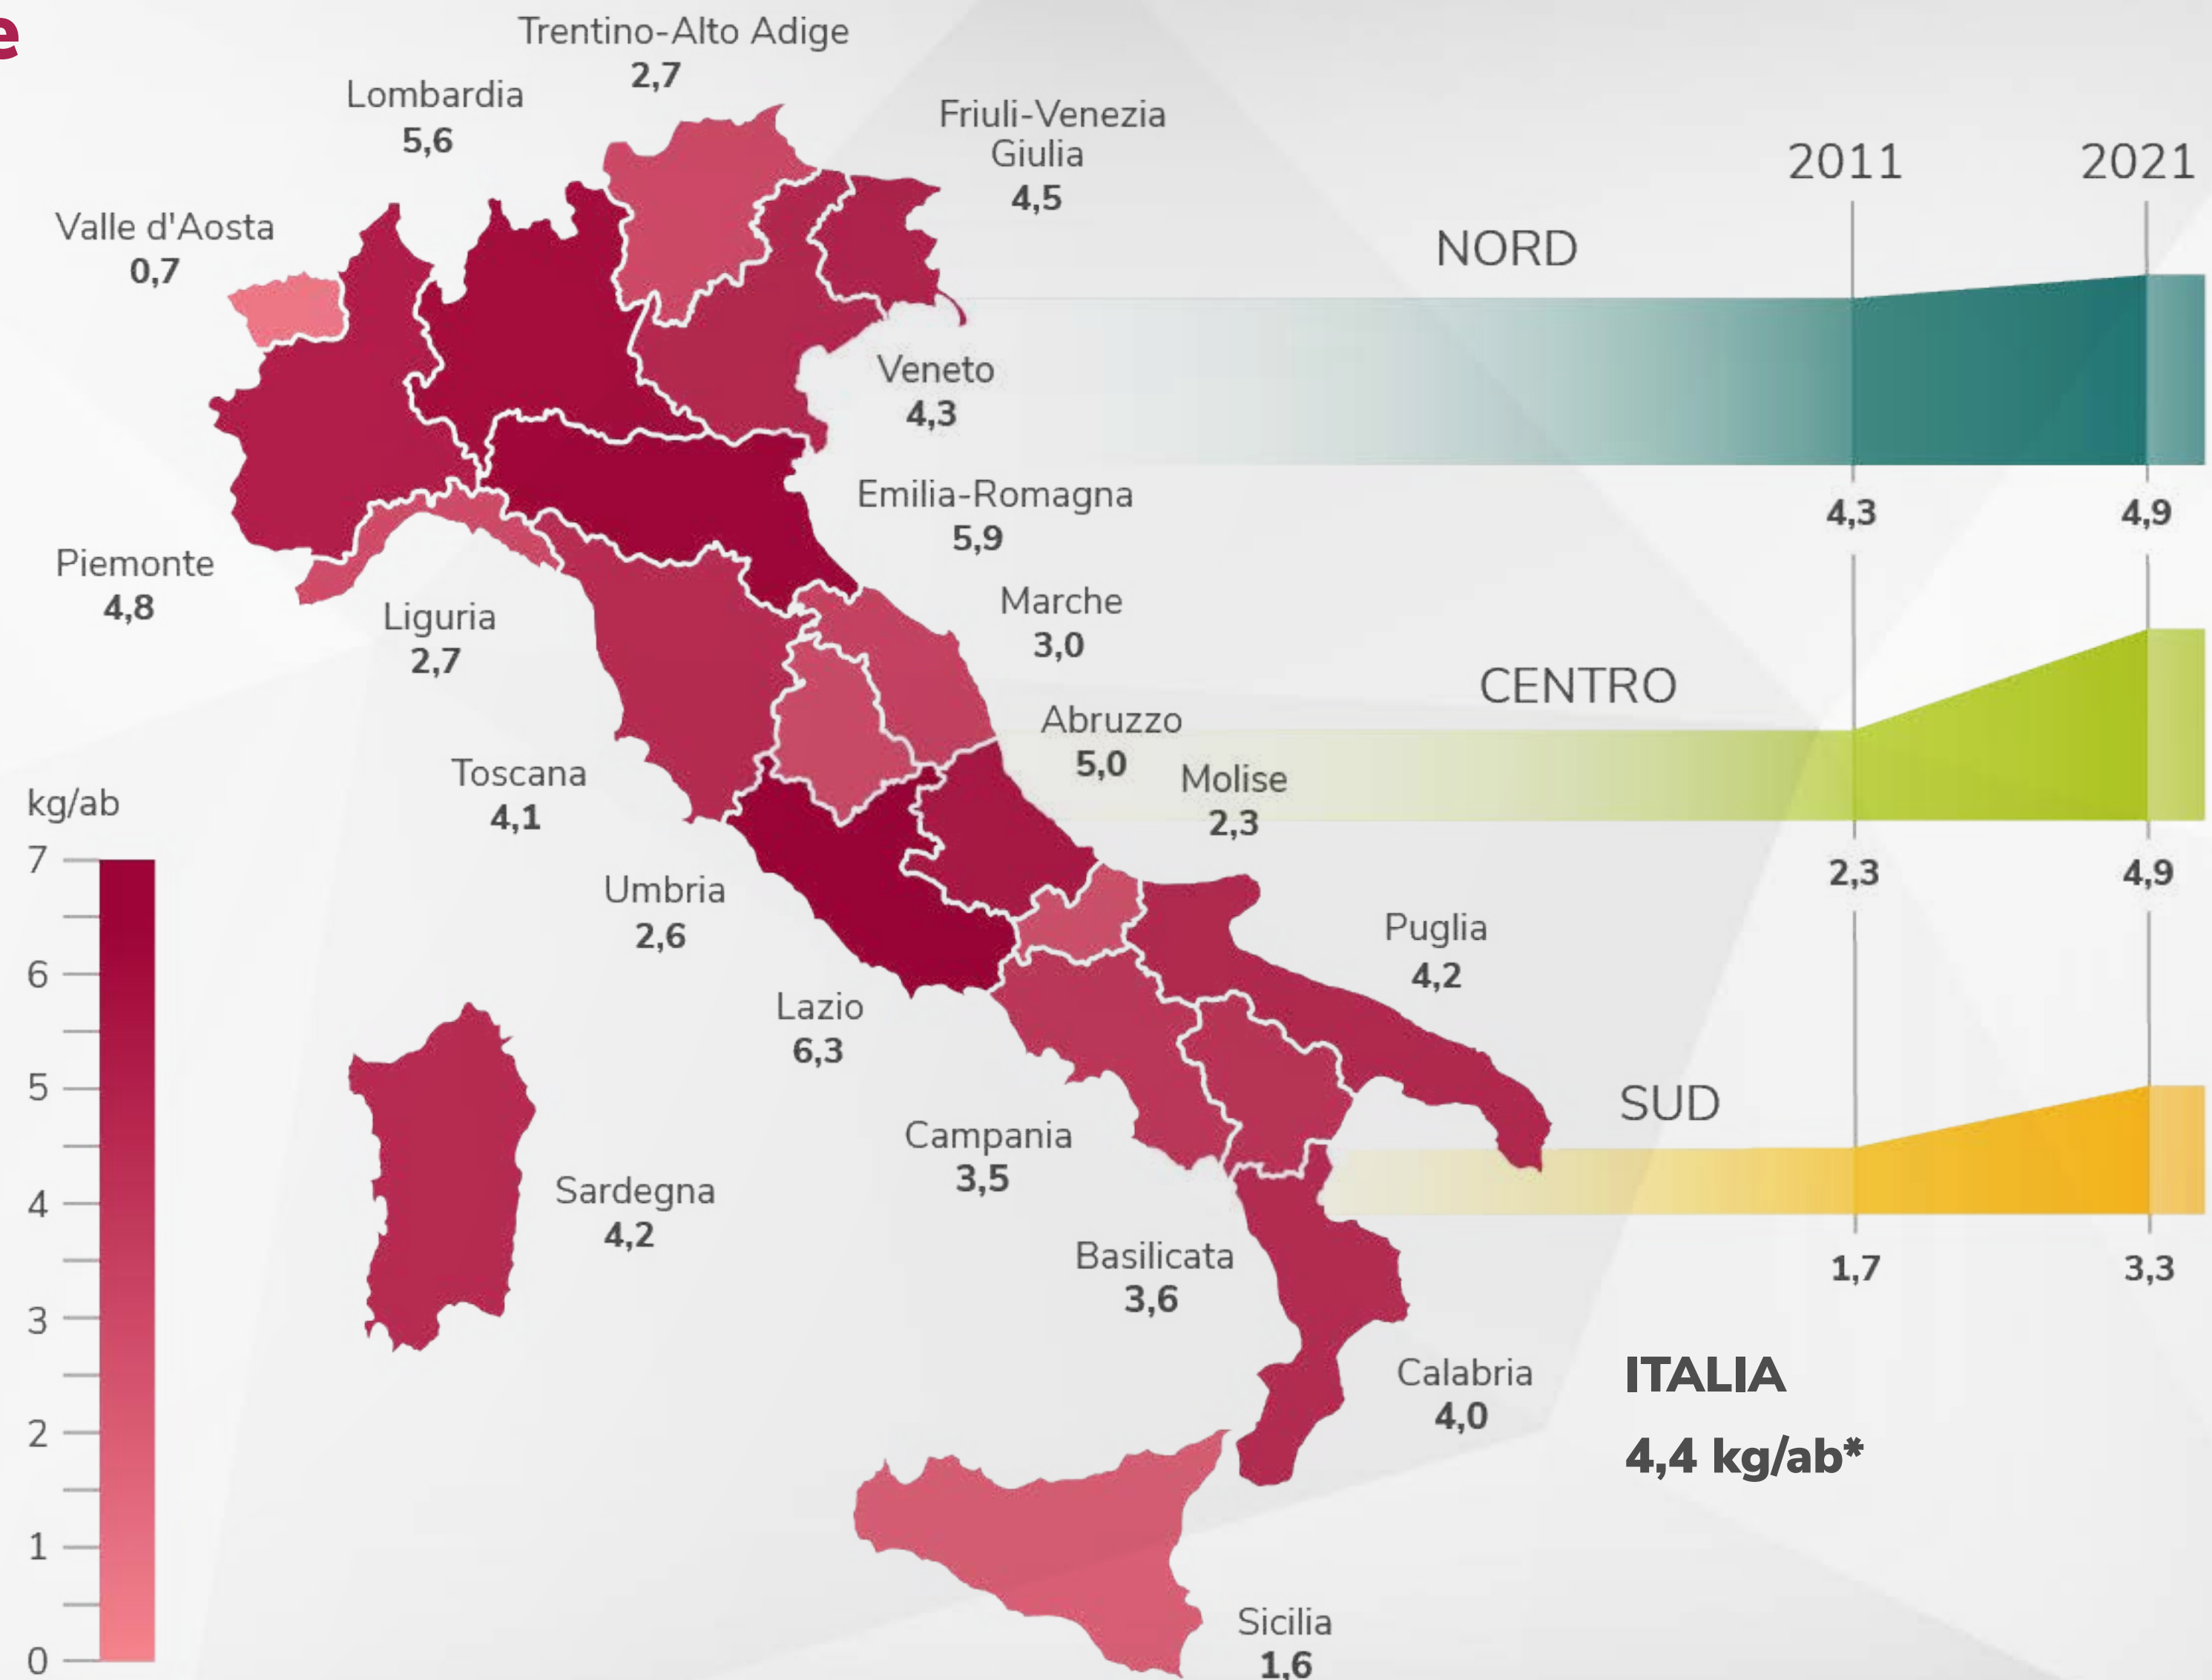 e
Trentino-Alto Adige
2,7
Lombardia
5,6
Friuli-Venezia
Giulia
4,5
Valle d'Aosta
0,7
Veneto
4,3
Emilia-Romagna
5,9
Piemonte
4,8
Liguria
2,7
Marche
3,0
Abruzzo
5,0
Molise
2,3
Toscana
4,1
Umbria
2,6
Lazio
6,3
Puglia
4,2
Campania
3,5
Sardegna
4,2
Basilicata
3,6
Calabria
4,0
Sicilia
1,6
kg/ab
7
6
5
4
3
2
1
0
2011
2021
NORD
4,3
4,9
CENTRO
2,3
4,9
SUD
1,7
3,3
ITALIA
4,4 kg/ab*